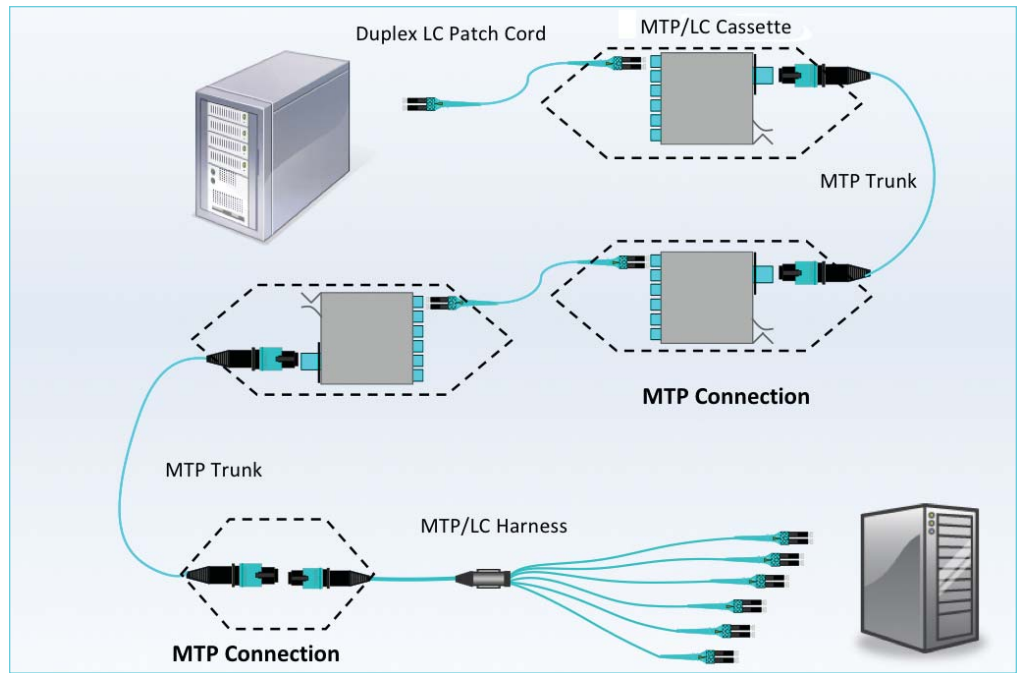 Duplex LC Patch Cord
MTP/LC Cassette
MTP Trunk
MTP Connection
MTP Trunk
MTP/LC Harness
MTP Connection